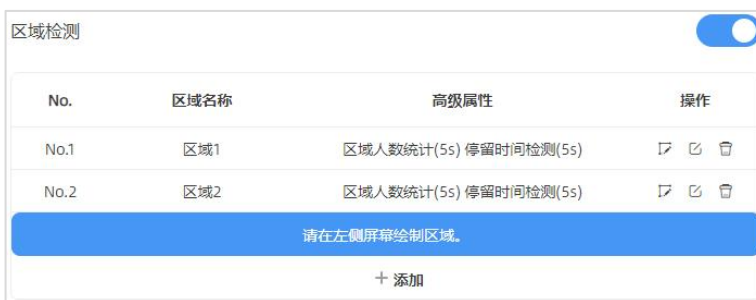 区域检测
No. 区域名称 高级属性 操作
No.1 区域1 区域人数统计(5s) 停留时间检测(5s)
No.2 区域2 区域人数统计(5s) 停留时间检测(5s)
请在左侧屏幕绘制区域。
+ 添加